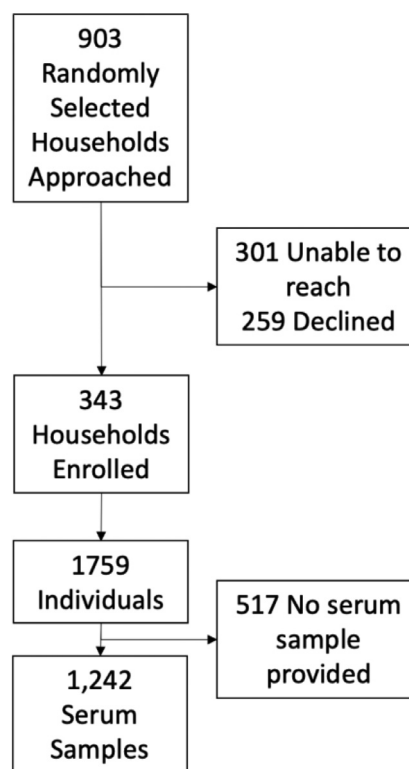 903
Randomly
Selected
Households
Approached
301 Unable to
reach
259 Declined
343
Households
Enrolled
1759
Individuals
517 No serum
sample
provided
1,242
Serum
Samples